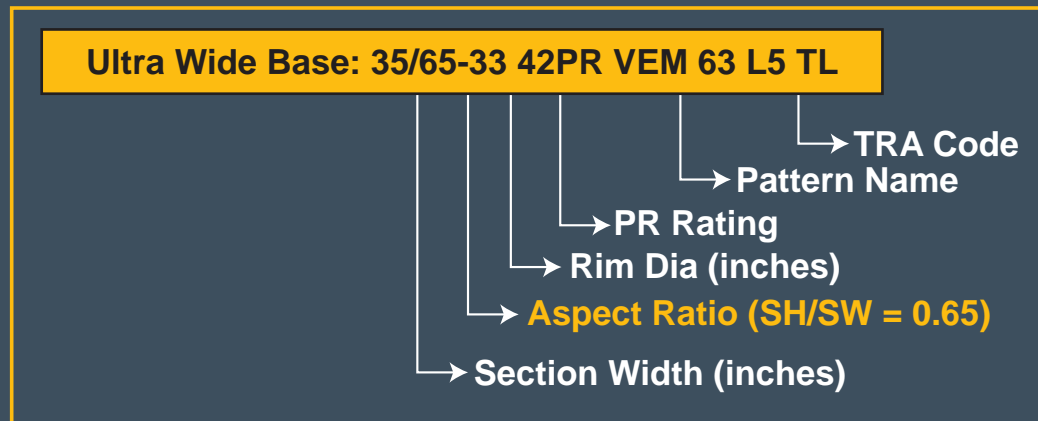 Ultra Wide Base: 35/65-33 42PR VEM 63 L5 TL
TRA Code
Pattern Name
PR Rating
Rim Dia (inches)
Aspect Ratio (SH/SW = 0.65)
Section Width (inches)